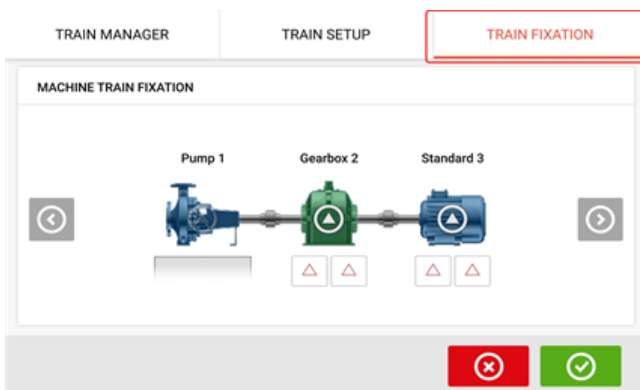 TRAIN MANAGER TRAIN SETUP TRAIN FIXATION
MACHINE TRAIN FIXATION
Pump 1 Gearbox 2 Standard 3